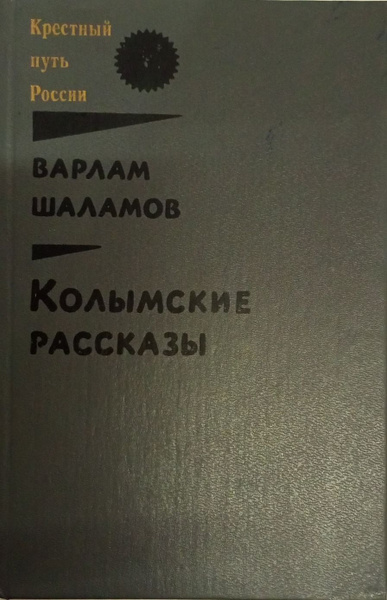 Крестный
путь
России
ВАРЛАМ
ШАЛАМОВ
КОЛЫМСКИЕ
РАССКАЗЫ